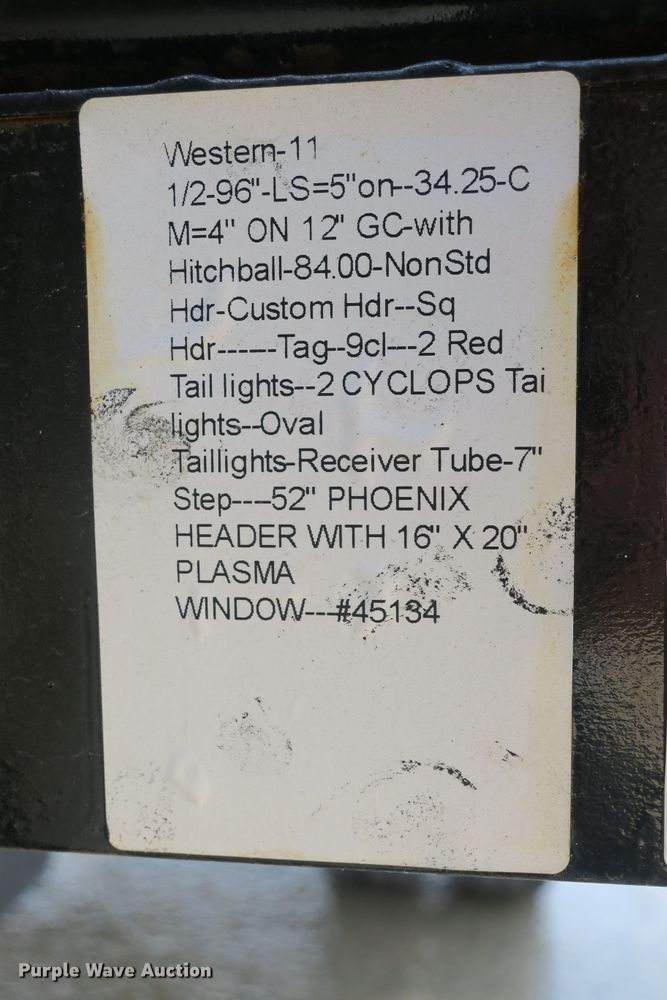 Western-11
1/2-96"-LS=5"on--34.25-C
M=4" ON 12" GC-with
Hitchball-84.00-NonStd
Hdr-Custom Hdr--Sq
Hdr------Tag--9cl---2 Red
Tail lights--2 CYCLOPS Tai
lights--Oval
Taillights-Receiver Tube-7"
Step----52" PHOENIX
HEADER WITH 16" X 20"
PLASMA
WINDOW---#45134
Purple Wave Auction